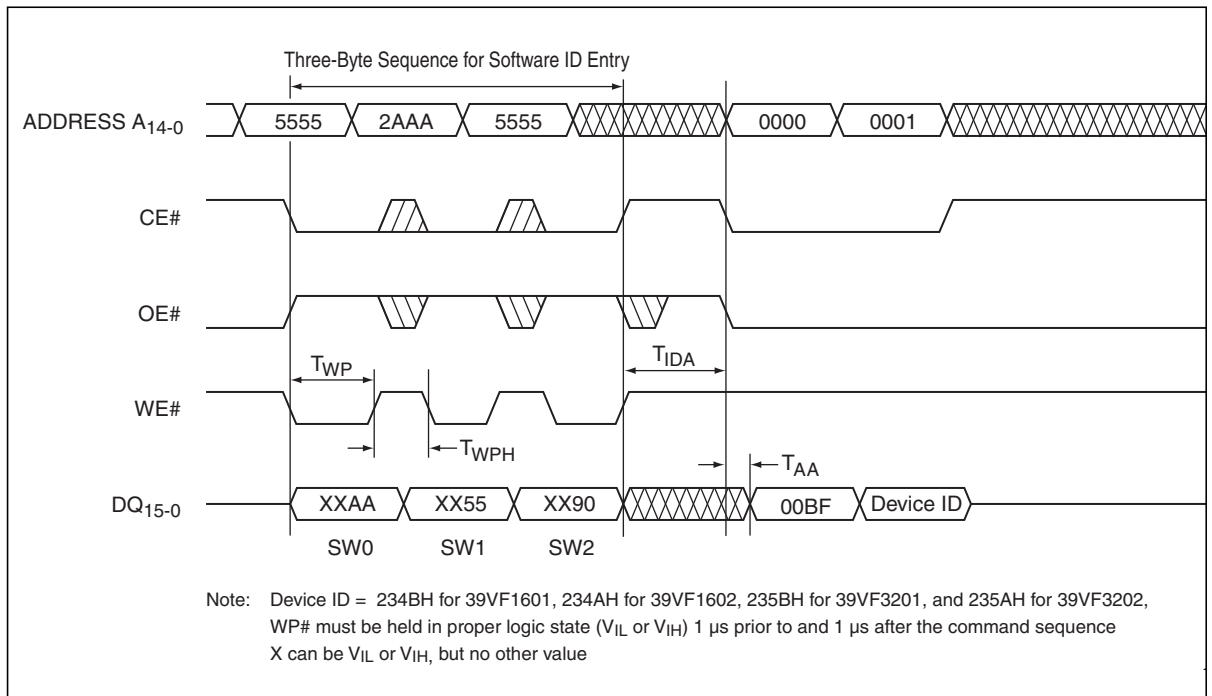 Three-Byte Sequence for Software ID Entry
ADDRESS A14-0
5555
2AAA
5555
0000
0001
CE#
OE#
TWP
TIDA
WE#
TWPH
TAA
DQ15-0
XXAA
XX55
XX90
00BF
Device ID
SW0
SW1
SW2
Note: Device ID = 234BH for 39VF1601, 234AH for 39VF1602, 235BH for 39VF3201, and 235AH for 39VF3202,
WP# must be held in proper logic state (VIL or VIH) 1 µs prior to and 1 µs after the command sequence
X can be VIL or VIH, but no other value